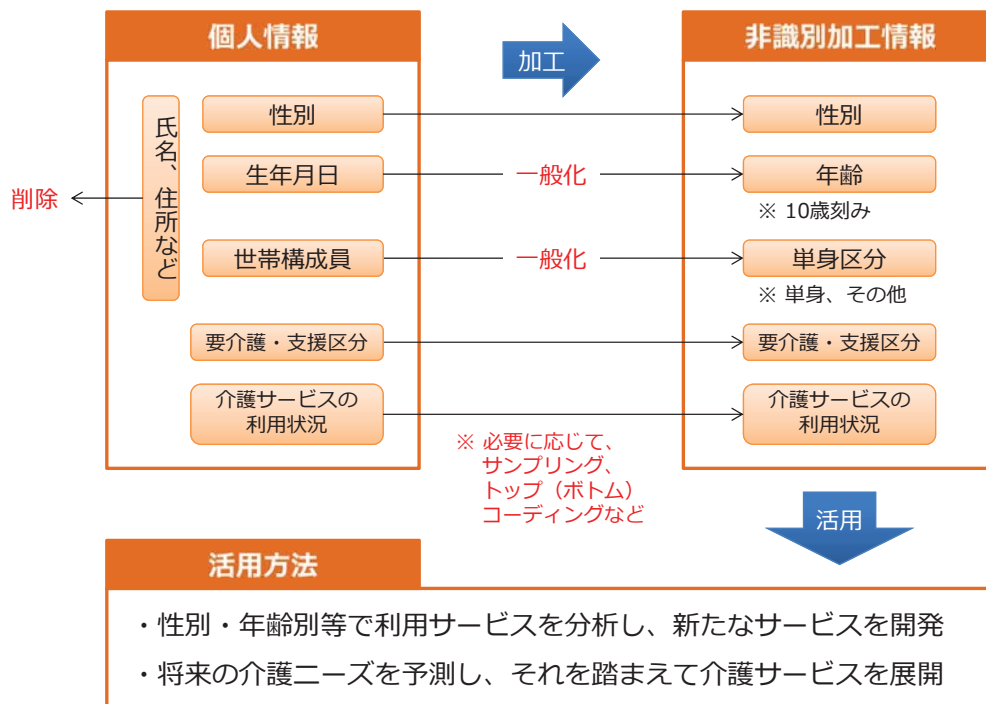 個人情報
加工
非識別加工情報
氏名、住所など
削除
性別
性別
生年月日
一般化
年齢
※ 10歳刻み
世帯構成員
一般化
単身区分
※ 単身、その他
要介護・支援区分
要介護・支援区分
介護サービスの
利用状況
介護サービスの
利用状況
※ 必要に応じて、
サンプリング、
トップ（ボトム）
コーディングなど
活用
活用方法
・性別・年齢別等で利用サービスを分析し、新たなサービスを開発
・将来の介護ニーズを予測し、それを踏まえて介護サービスを展開